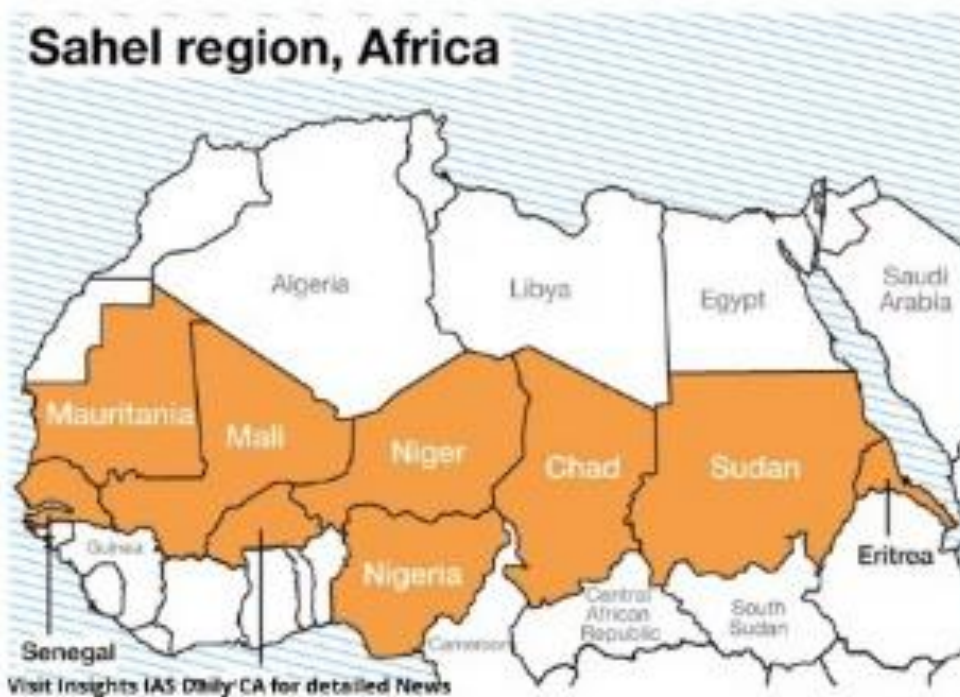 Sahel region, Africa
Algeria
Libya
Egypt
Saudi
Arabia
Mauritania
Mali
Niger
Chad
Sudan
Eritrea
Guinea
Nigeria
Central
African
Republic
South
Sudan
Cameroon
Senegal
Visit Insights IAS Daily CA for detailed News